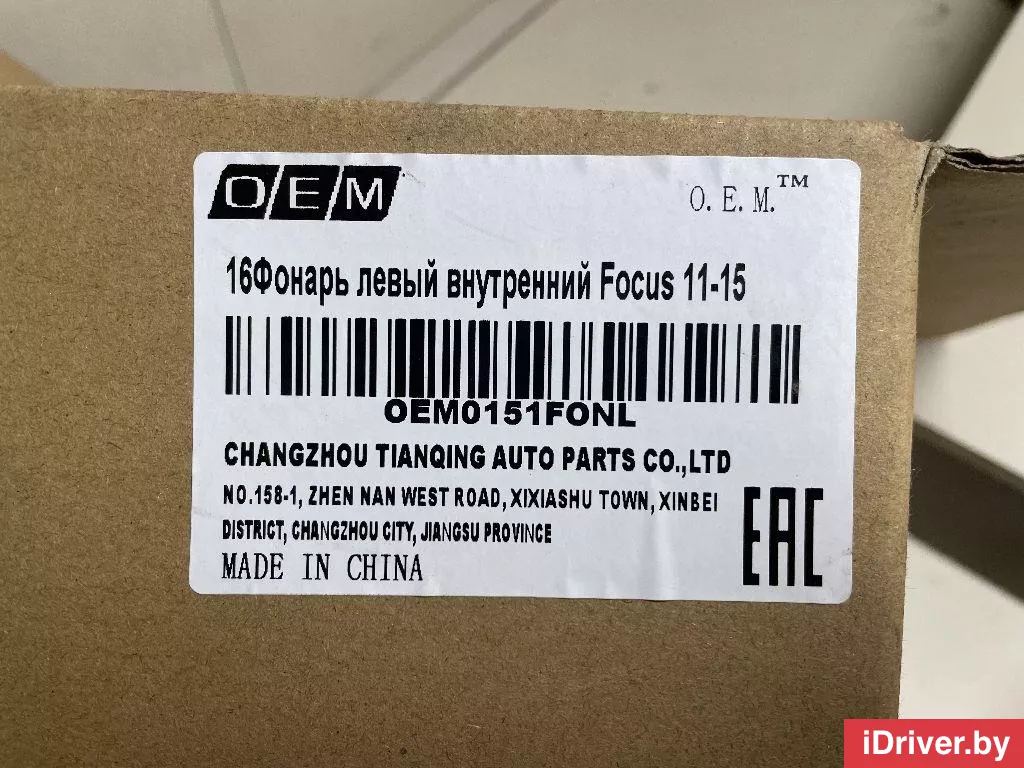 OEM
O. E. M.™
16Фонарь левый внутренний Focus 11-15
OEM0151FONL
CHANGZHOU TIANQING AUTO PARTS CO.,LTD
NO.158-1, ZHEN NAN WEST ROAD, XIXIASHU TOWN, XINBEI
DISTRICT, CHANGZHOU CITY, JIANGSU PROVINCE
MADE IN CHINA
EAC
iDriver.by